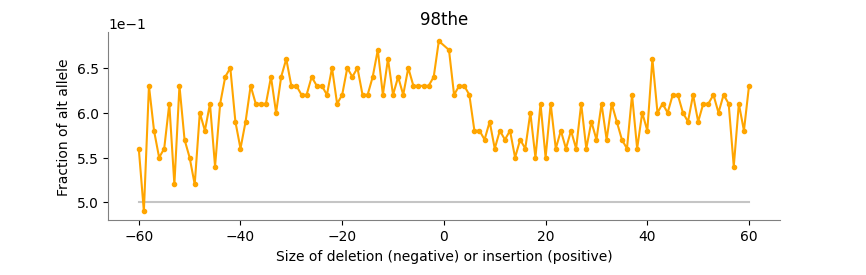 98the
1e−1
6.5
6.0
5.5
5.0
Fraction of alt allele
−60 −40 −20 0 20 40 60
Size of deletion (negative) or insertion (positive)